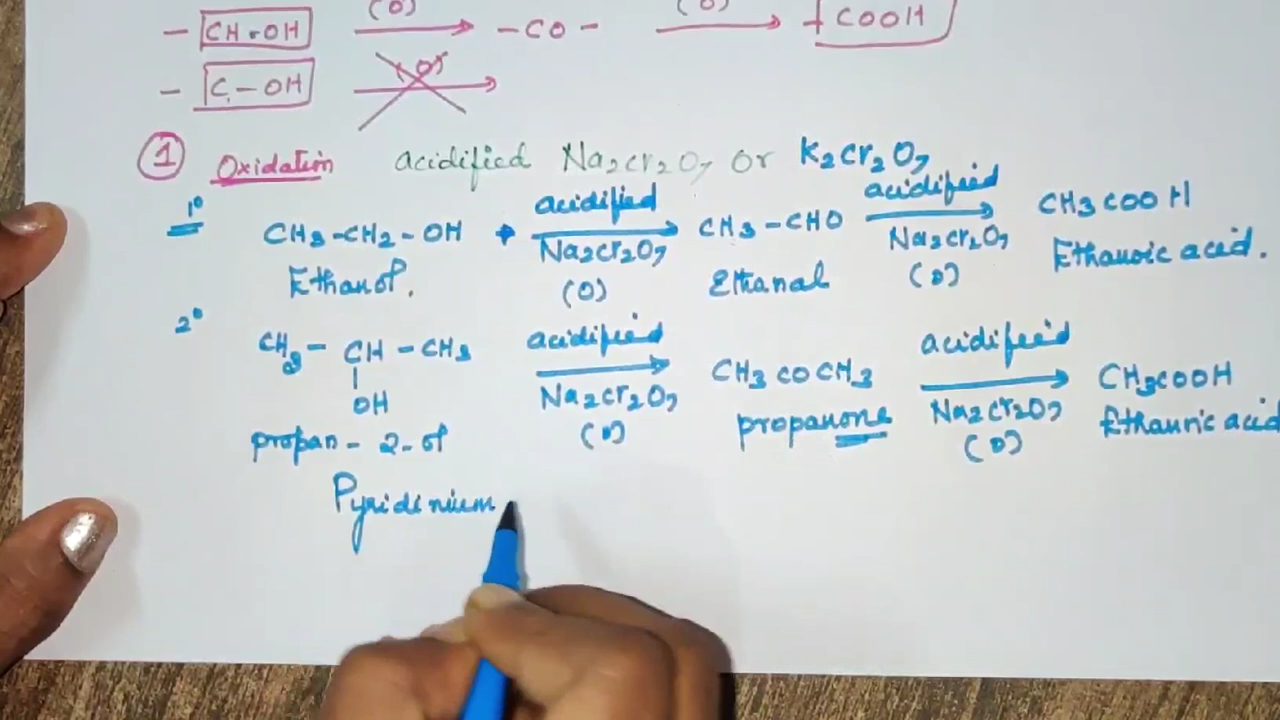 - CH-OH (O) → -CO- (O) → + COOH
- C-OH (O) →
1 Oxidation acidified Na2cr2O7 or K2cr2O7
1° CH3-CH2-OH acidified Na2cr2O7 (O) → CH3-CHO acidified Na2cr2O7 (O) → CH3COOH
Ethanol. Ethanal Ethanoic acid.
2° CH3- CH -CH3 acidified Na2cr2O7 (O) → CH3COCH3 acidified Na2cr2O7 (O) → CH3COOH
OH
propan-2-ol propanone Ethanoic acid
Pyridinium